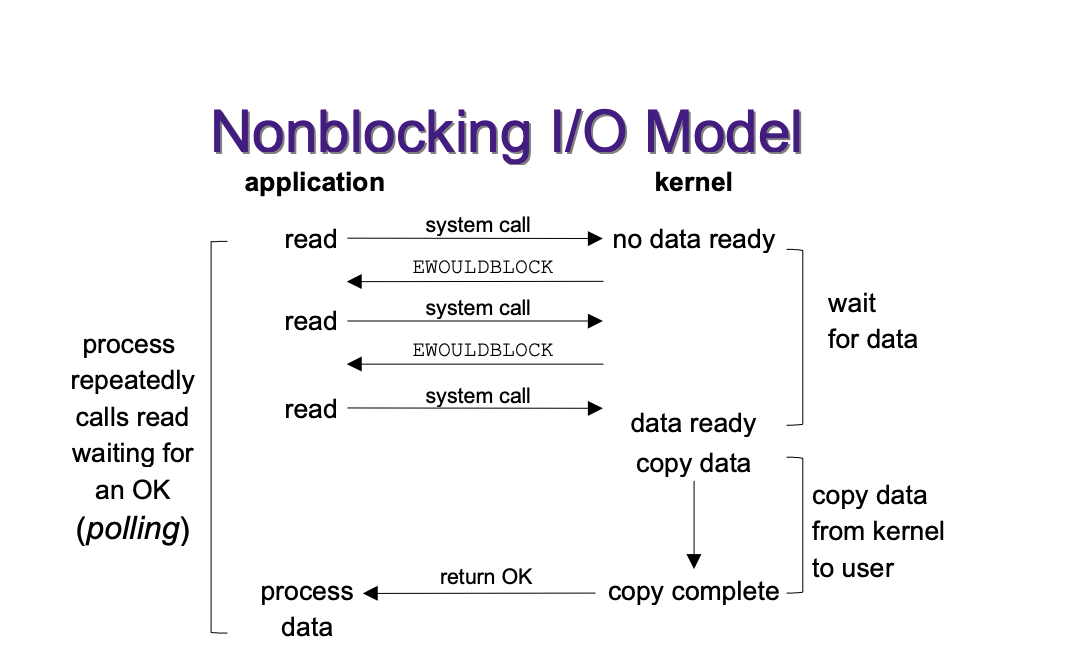 Nonblocking I/O Model
application
kernel
read
system call
no data ready
EWOULDBLOCK
read
system call
EWOULDBLOCK
read
system call
data ready
copy data
wait
for data
process
repeatedly
calls read
waiting for
an OK
(polling)
copy data
from kernel
to user
process
data
return OK
copy complete